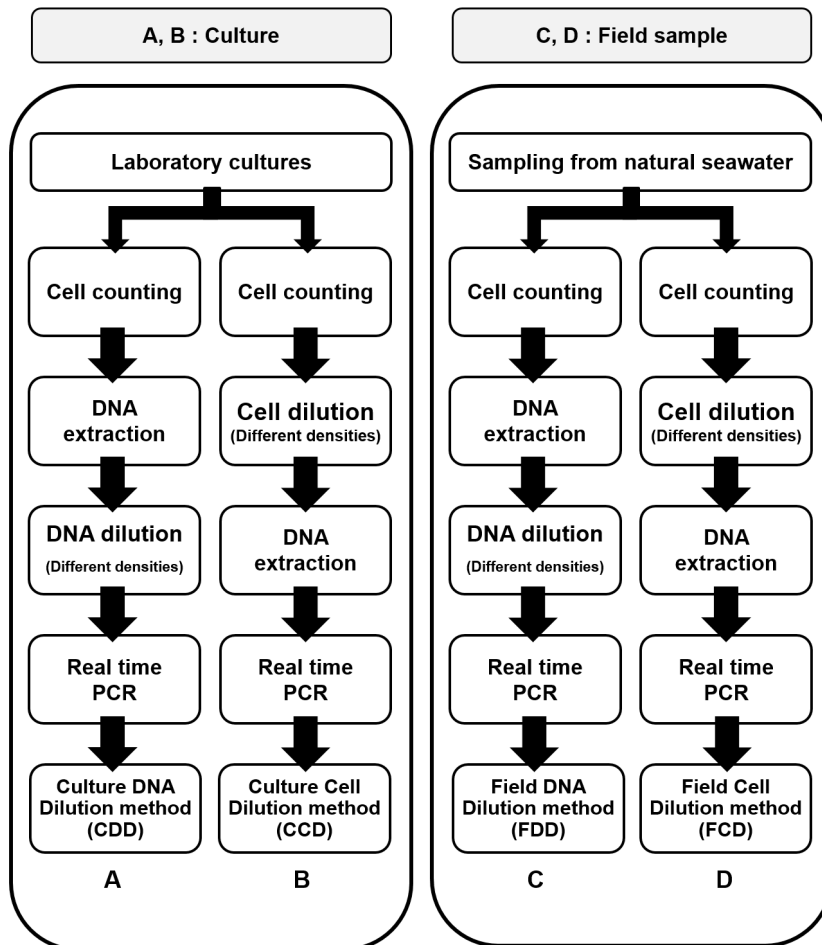 A, B : Culture
C, D : Field sample
Laboratory cultures
Cell counting
DNA
extraction
DNA dilution
(Different densities)
Real time
PCR
Culture DNA
Dilution method
(CDD)
A
Cell counting
Cell dilution
(Different densities)
DNA
extraction
Real time
PCR
Culture Cell
Dilution method
(CCD)
B
Sampling from natural seawater
Cell counting
DNA
extraction
DNA dilution
(Different densities)
Real time
PCR
Field DNA
Dilution method
(FDD)
C
Cell counting
Cell dilution
(Different densities)
DNA
extraction
Real time
PCR
Field Cell
Dilution method
(FCD)
D